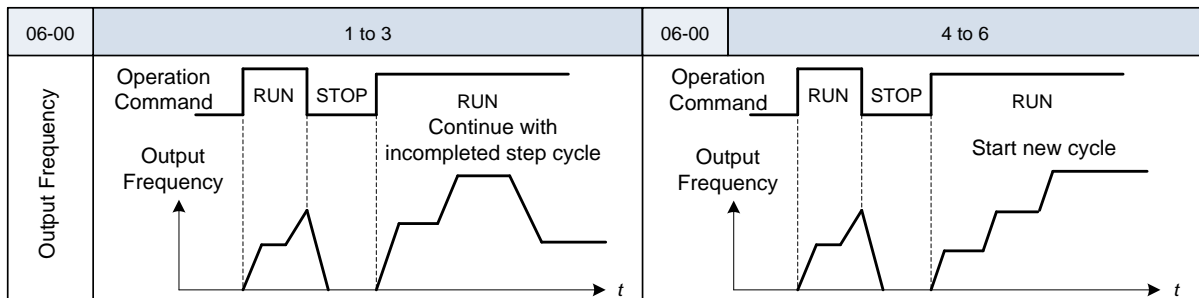 06-00
1 to 3
06-00
4 to 6
Output Frequency
Operation
Command
RUN
STOP
RUN
Continue with
incompleted step cycle
Output
Frequency
t
Operation
Command
RUN
STOP
RUN
Start new cycle
Output
Frequency
t